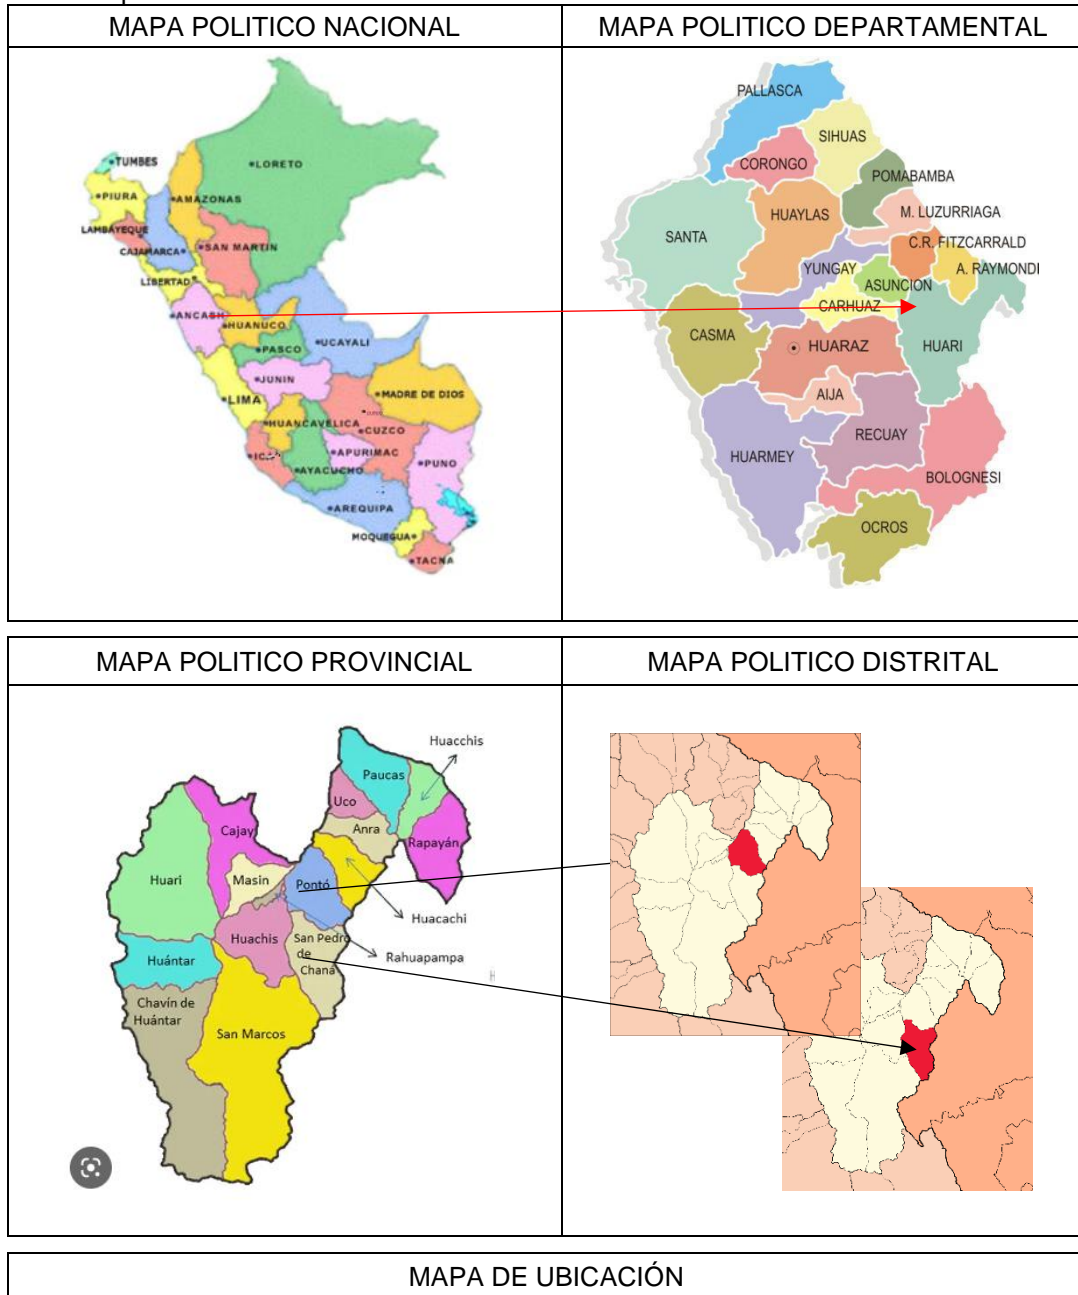 MAPA POLITICO NACIONAL
MAPA POLITICO DEPARTAMENTAL
TUMBES
LORETO
PIURA
AMAZONAS
LAMBAYEQUE
CAJAMARCA
SAN MARTIN
LIBERTAD
ANCASH
HUANUCO
UCAYALI
PASCO
JUNIN
LIMA
MADRE DE DIOS
HUANCAVELICA
CUZCO
APURIMAC
PUNO
AYACUCHO
AREQUIPA
MOQUEGUA
TACNA
PALLASCA
SIHUAS
CORONGO
POMABAMBA
HUAYLAS
M. LUZURRIAGA
SANTA
C.R. FITZCARRALD
YUNGAY
A. RAYMONDI
ASUNCION
CARHUAZ
CASMA
HUARAZ
HUARI
AIJA
RECUAY
HUARMEY
BOLOGNESI
OCROS
MAPA POLITICO PROVINCIAL
MAPA POLITICO DISTRITAL
Huacchis
Paucas
Uco
Anra
Cajay
Rapayán
Huari
Masin
Pontó
Huacachi
Huachis
San Pedro
de
Chaná
Rahuapampa
Huántar
Chavín de
Huántar
San Marcos
H
MAPA DE UBICACIÓN